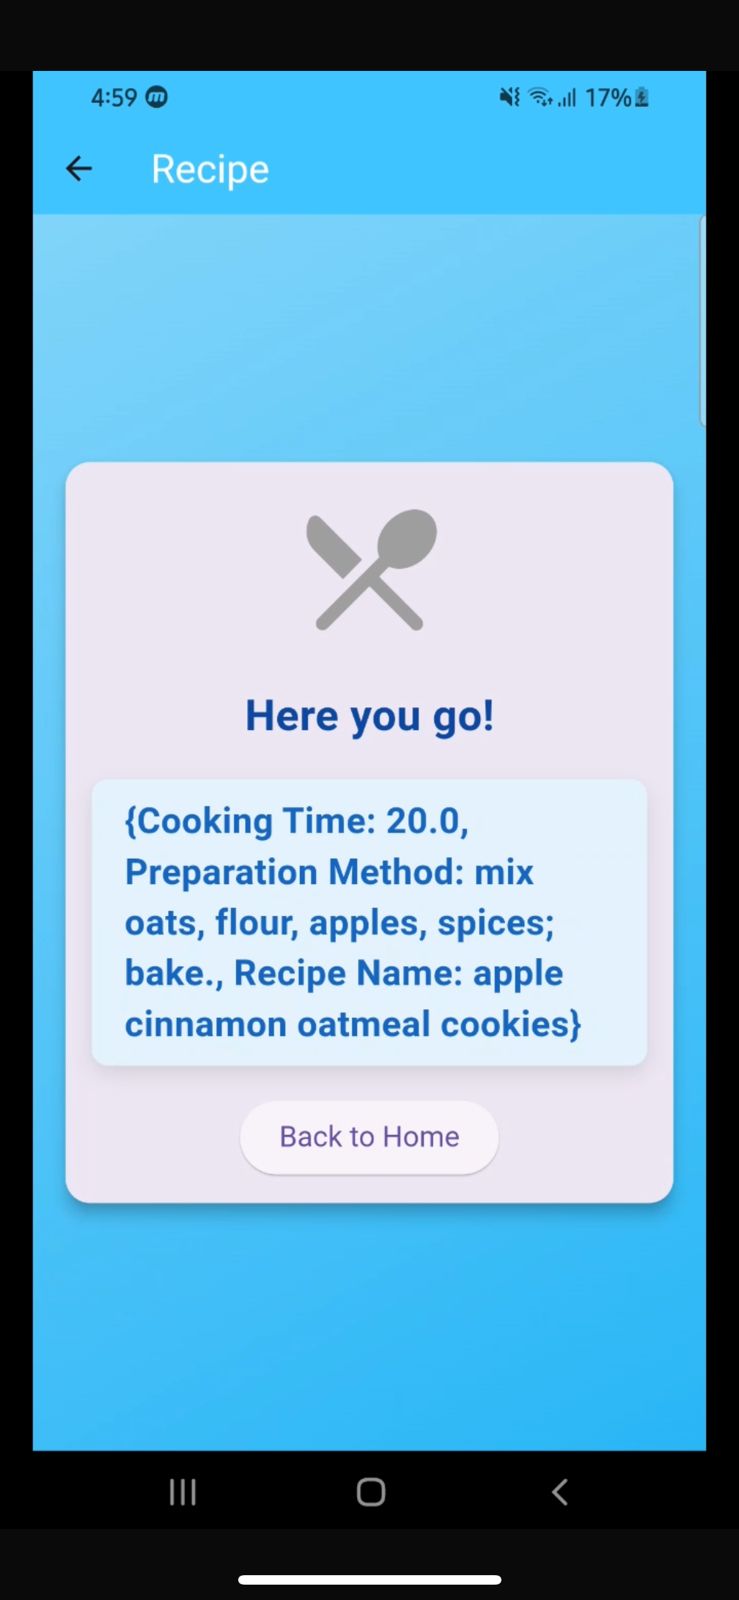 4:59 m 17%
Recipe
Here you go!
{Cooking Time: 20.0,
Preparation Method: mix
oats, flour, apples, spices;
bake., Recipe Name: apple
cinnamon oatmeal cookies}
Back to Home